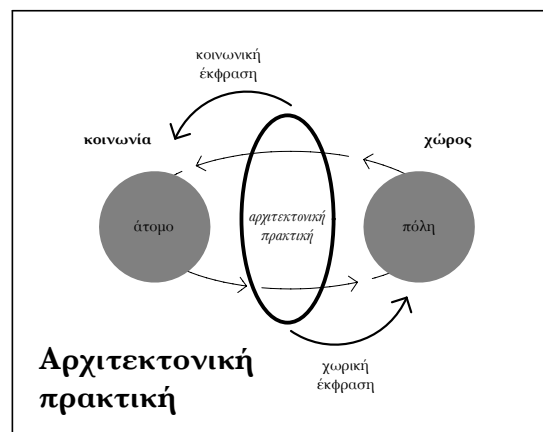 κοινωνική
έκφραση
κοινωνία
χώρος
άτομο
αρχιτεκτονική
πρακτική
πόλη
χωρική
έκφραση
Αρχιτεκτονική
πρακτική